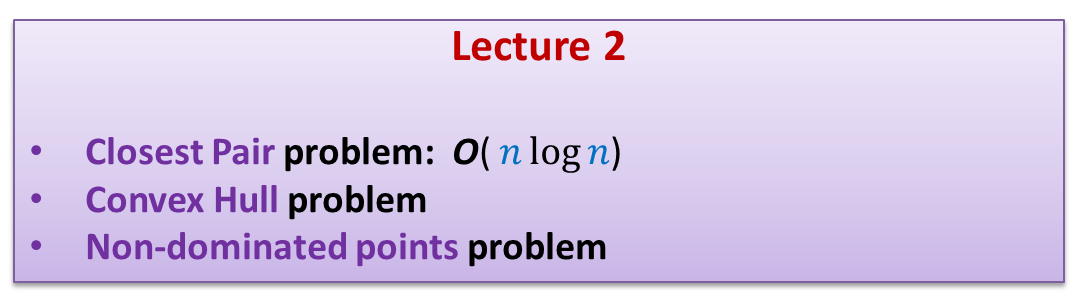 Lecture 2
• Closest Pair problem: O( n log n)
• Convex Hull problem
• Non-dominated points problem